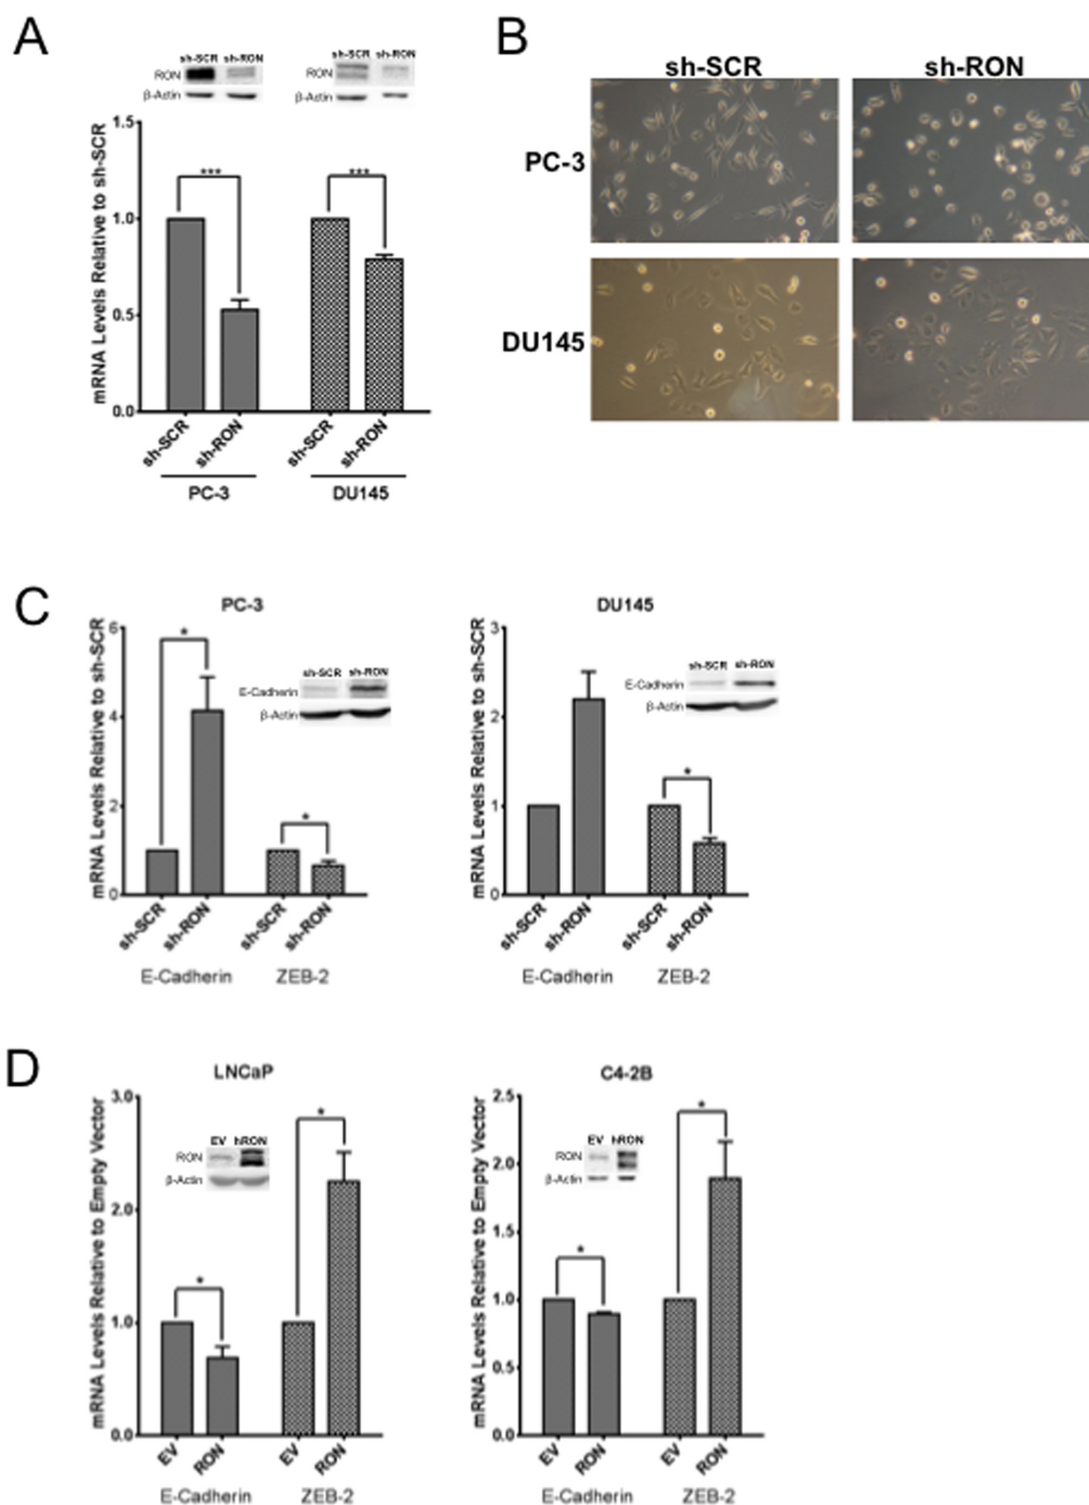 A
sh-SCR sh-RON
RON
β-Actin
sh-SCR sh-RON
RON
β-Actin
mRNA Levels Relative to sh-SCR
1.5
1.0
0.5
0.0
***
***
sh-SCR
sh-RON
sh-SCR
sh-RON
PC-3
DU145
B
sh-SCR
sh-RON
PC-3
DU145
C
PC-3
mRNA Levels Relative to sh-SCR
6
4
2
0
*
*
sh-SCR sh-RON
E-Cadherin
β-Actin
sh-SCR
sh-RON
sh-SCR
sh-RON
E-Cadherin
ZEB-2
DU145
mRNA Levels Relative to sh-SCR
3
2
1
0
*
sh-SCR sh-RON
E-Cadherin
β-Actin
sh-SCR
sh-RON
sh-SCR
sh-RON
E-Cadherin
ZEB-2
D
LNCaP
mRNA Levels Relative to Empty Vector
3.0
2.0
1.0
0.0
*
*
EV hRON
RON
β-Actin
EV
RON
EV
RON
E-Cadherin
ZEB-2
C4-2B
mRNA Levels Relative to Empty Vector
2.5
2.0
1.5
1.0
0.5
0.0
*
*
EV hRON
RON
β-Actin
EV
RON
EV
RON
E-Cadherin
ZEB-2